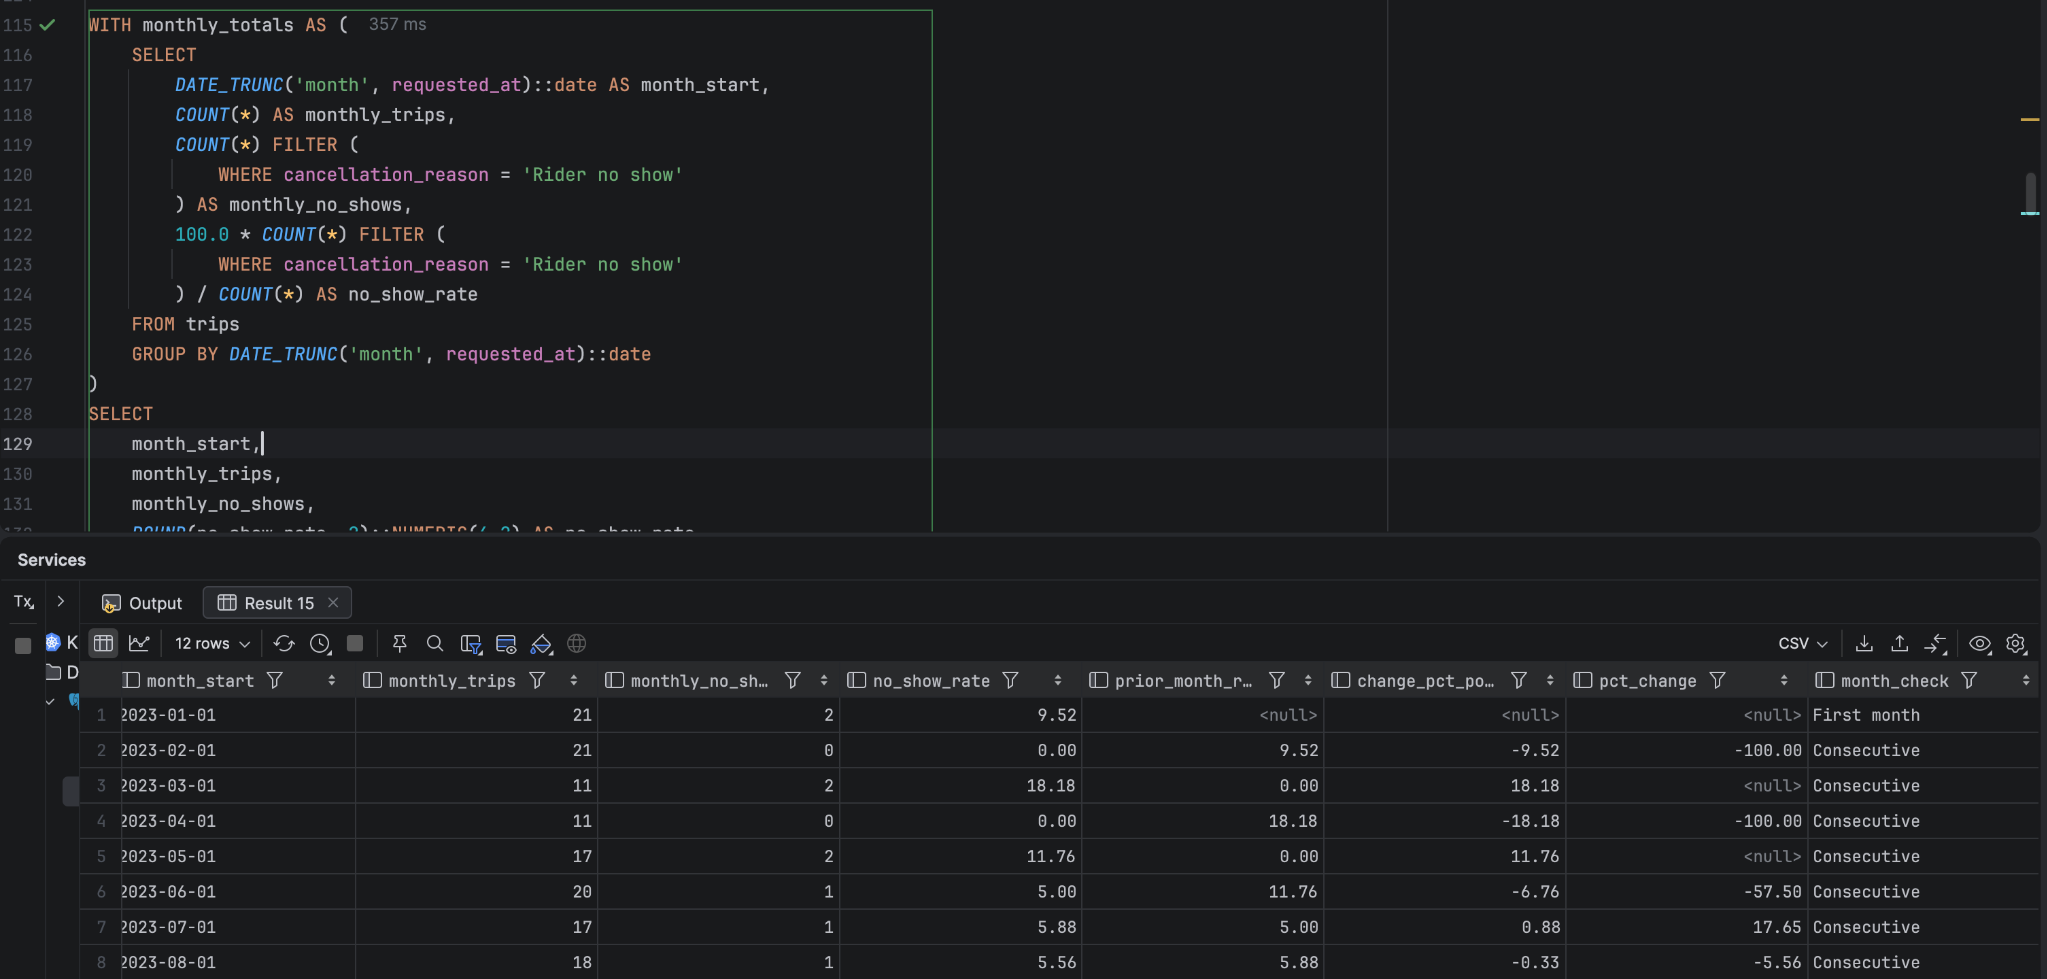 115 WITH monthly_totals AS ( 357 ms
116 SELECT
117 DATE_TRUNC('month', requested_at)::date AS month_start,
118 COUNT(*) AS monthly_trips,
119 COUNT(*) FILTER (
120 WHERE cancellation_reason = 'Rider no show'
121 ) AS monthly_no_shows,
122 100.0 * COUNT(*) FILTER (
123 WHERE cancellation_reason = 'Rider no show'
124 ) / COUNT(*) AS no_show_rate
125 FROM trips
126 GROUP BY DATE_TRUNC('month', requested_at)::date
127 )
128 SELECT
129 month_start,
130 monthly_trips,
131 monthly_no_shows,
Services
Tx Output Result 15
K 12 rows CSV
D month_start monthly_trips monthly_no_sh… no_show_rate prior_month_r… change_pct_po… pct_change month_check
1 2023-01-01 21 2 9.52 <null> <null> <null> First month
2 2023-02-01 21 0 0.00 9.52 -9.52 -100.00 Consecutive
3 2023-03-01 11 2 18.18 0.00 18.18 <null> Consecutive
4 2023-04-01 11 0 0.00 18.18 -18.18 -100.00 Consecutive
5 2023-05-01 17 2 11.76 0.00 11.76 <null> Consecutive
6 2023-06-01 20 1 5.00 11.76 -6.76 -57.50 Consecutive
7 2023-07-01 17 1 5.88 5.00 0.88 17.65 Consecutive
8 2023-08-01 18 1 5.56 5.88 -0.33 -5.56 Consecutive